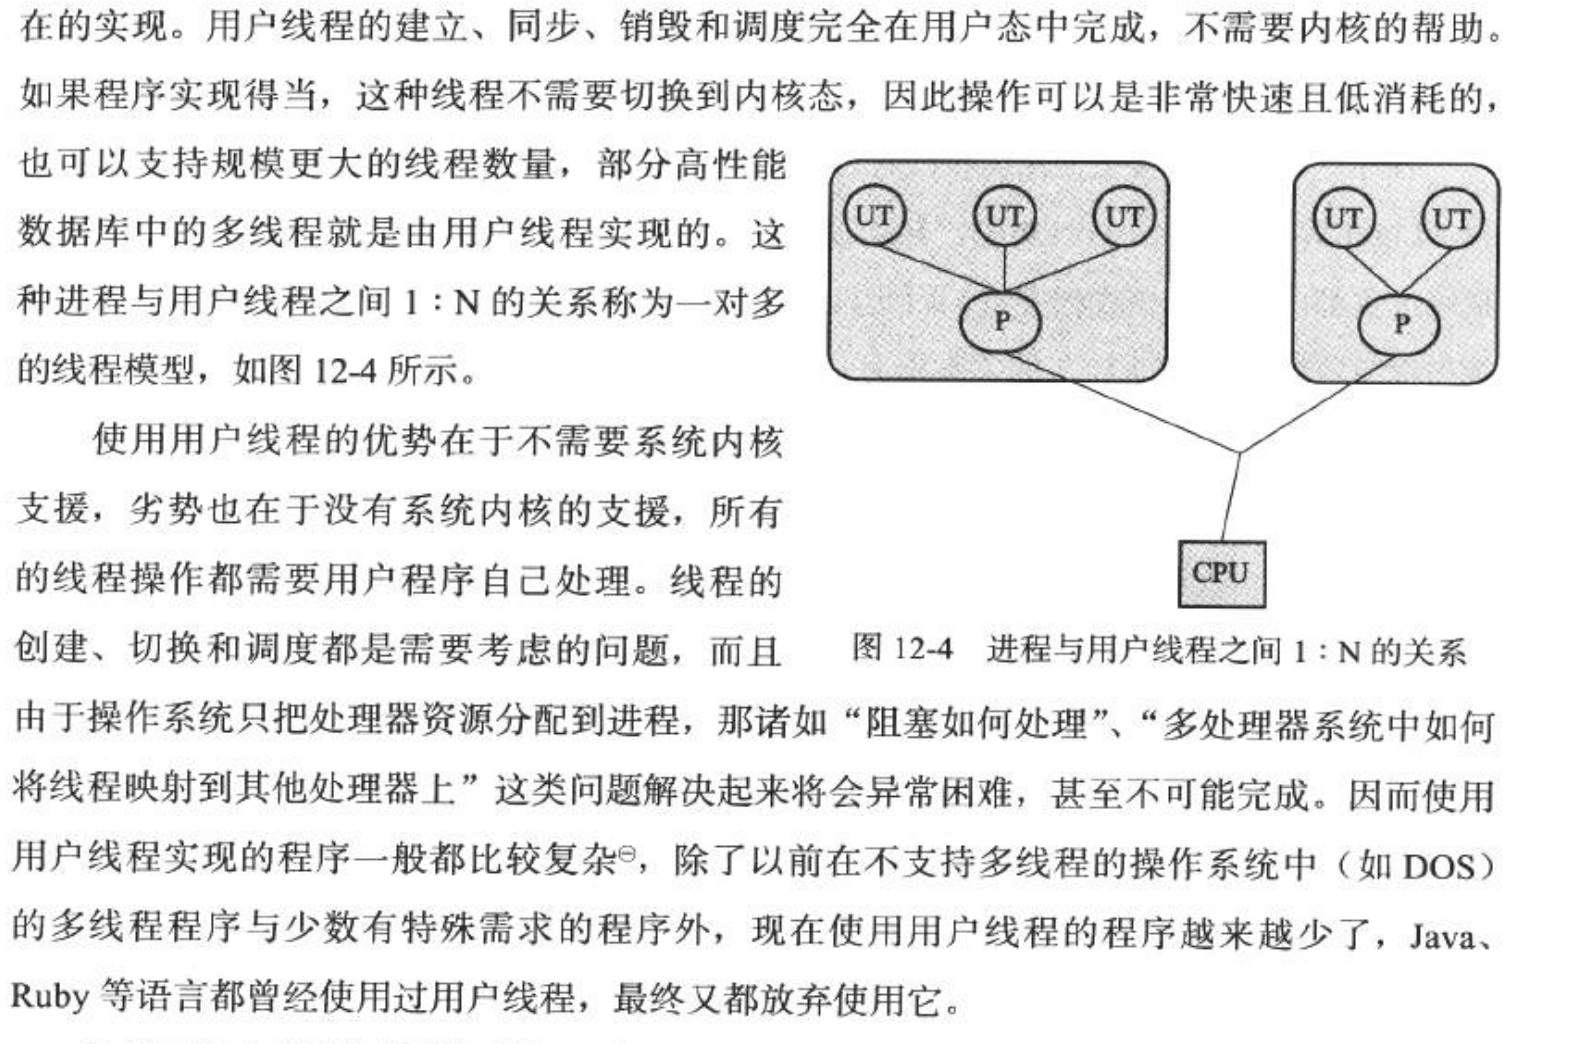 在的实现。用户线程的建立、同步、销毁和调度完全在用户态中完成，不需要内核的帮助。
如果程序实现得当，这种线程不需要切换到内核态，因此操作可以是非常快速且低消耗的，
也可以支持规模更大的线程数量，部分高性能
数据库中的多线程就是由用户线程实现的。这
种进程与用户线程之间 1：N 的关系称为一对多
的线程模型，如图 12-4 所示。
使用用户线程的优势在于不需要系统内核
支援，劣势也在于没有系统内核的支援，所有
的线程操作都需要用户程序自己处理。线程的
创建、切换和调度都是需要考虑的问题，而且
UT UT UT UT UT
P P
CPU
图 12-4 进程与用户线程之间 1：N 的关系
由于操作系统只把处理器资源分配到进程，那诸如“阻塞如何处理”、“多处理器系统中如何
将线程映射到其他处理器上”这类问题解决起来将会异常困难，甚至不可能完成。因而使用
用户线程实现的程序一般都比较复杂㊀，除了以前在不支持多线程的操作系统中（如 DOS）
的多线程程序与少数有特殊需求的程序外，现在使用用户线程的程序越来越少了，Java、
Ruby 等语言都曾经使用过用户线程，最终又都放弃使用它。